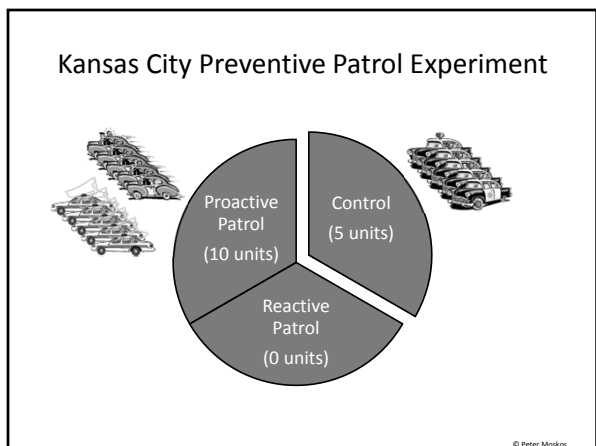 Kansas City Preventive Patrol Experiment
Proactive
Patrol
(10 units)
Control
(5 units)
Reactive
Patrol
(0 units)
© Peter Moskos